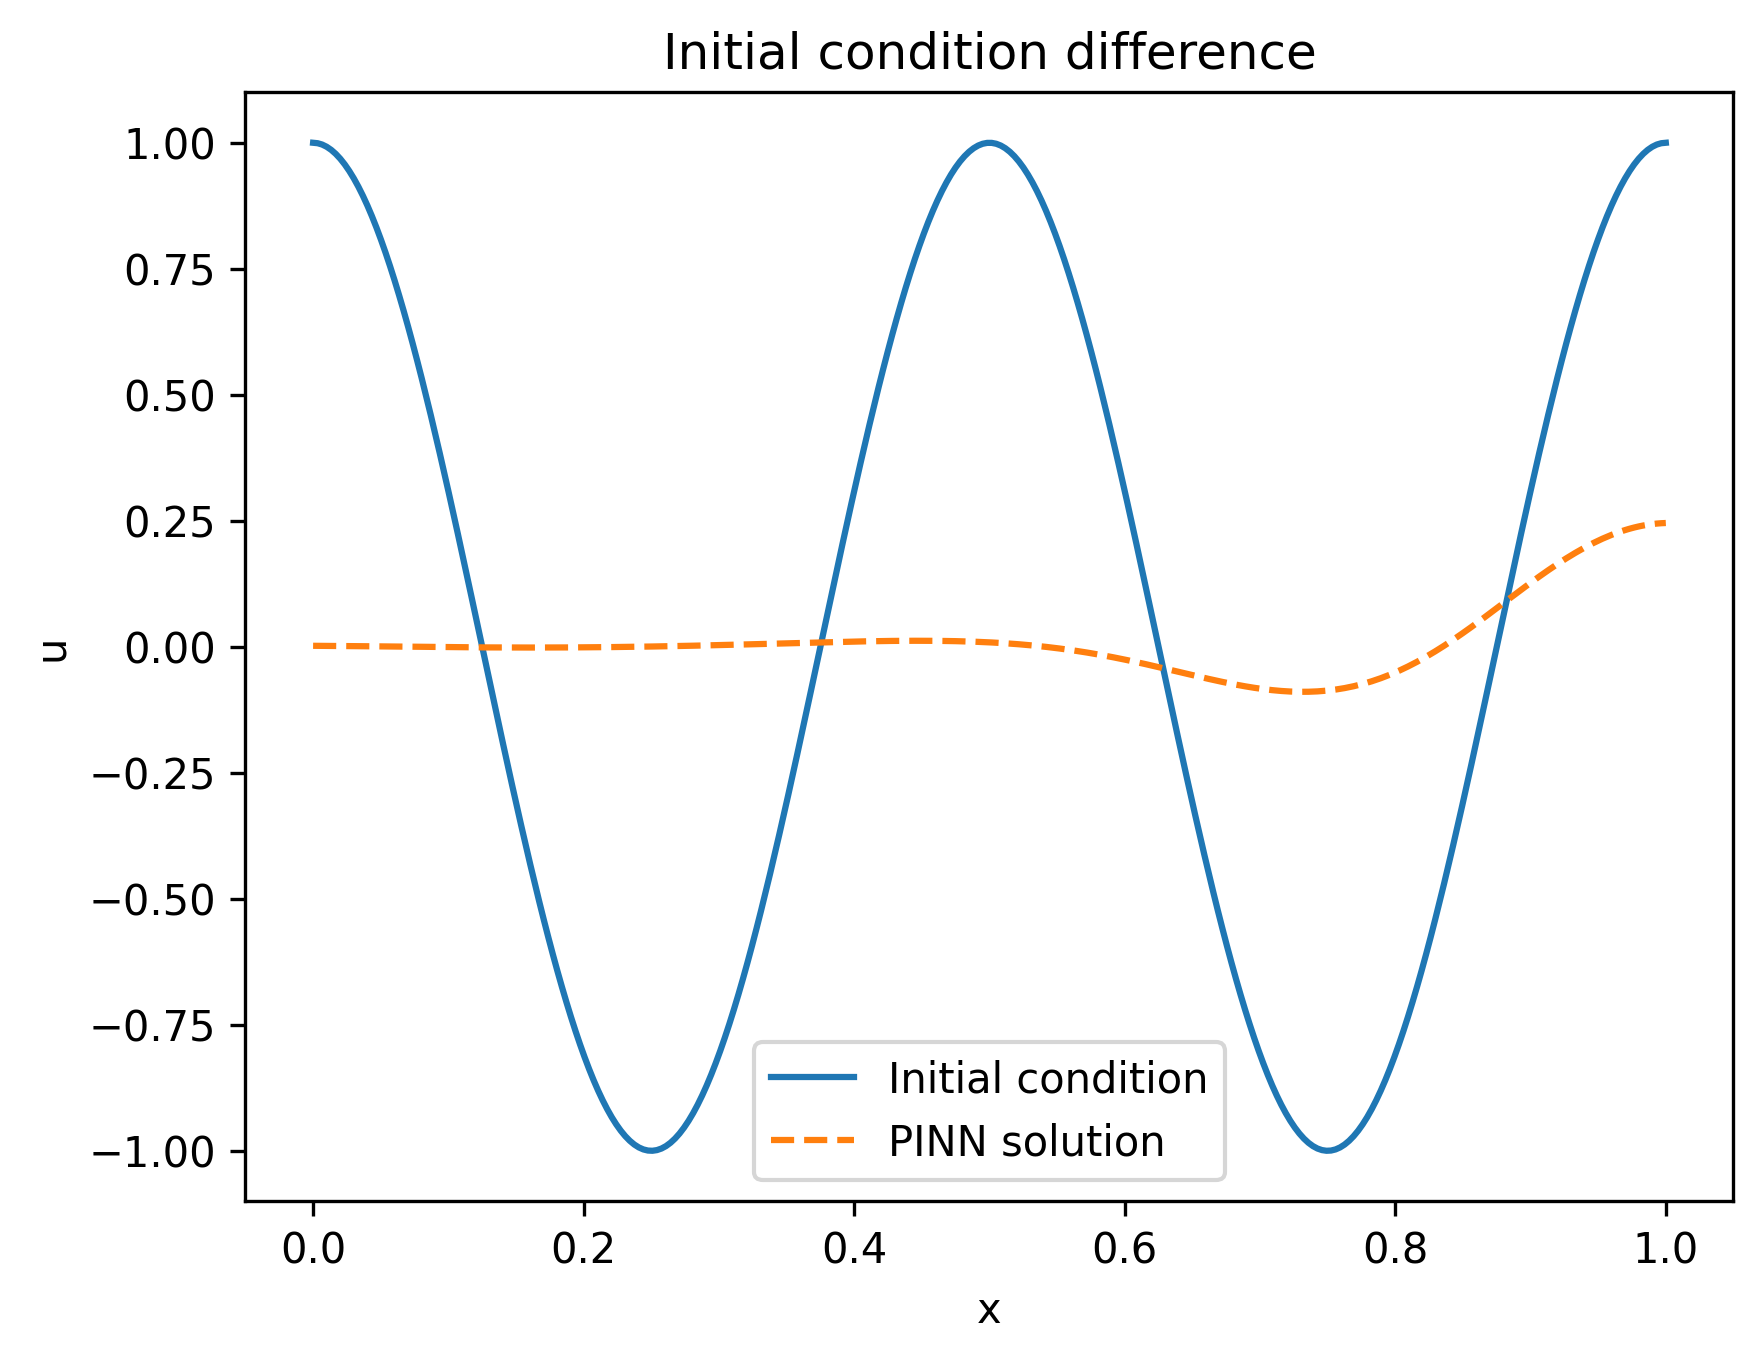 Initial condition difference
1.00
0.75
0.50
0.25
0.00
−0.25
−0.50
−0.75
−1.00
u
Initial condition
PINN solution
0.0 0.2 0.4 0.6 0.8 1.0
x